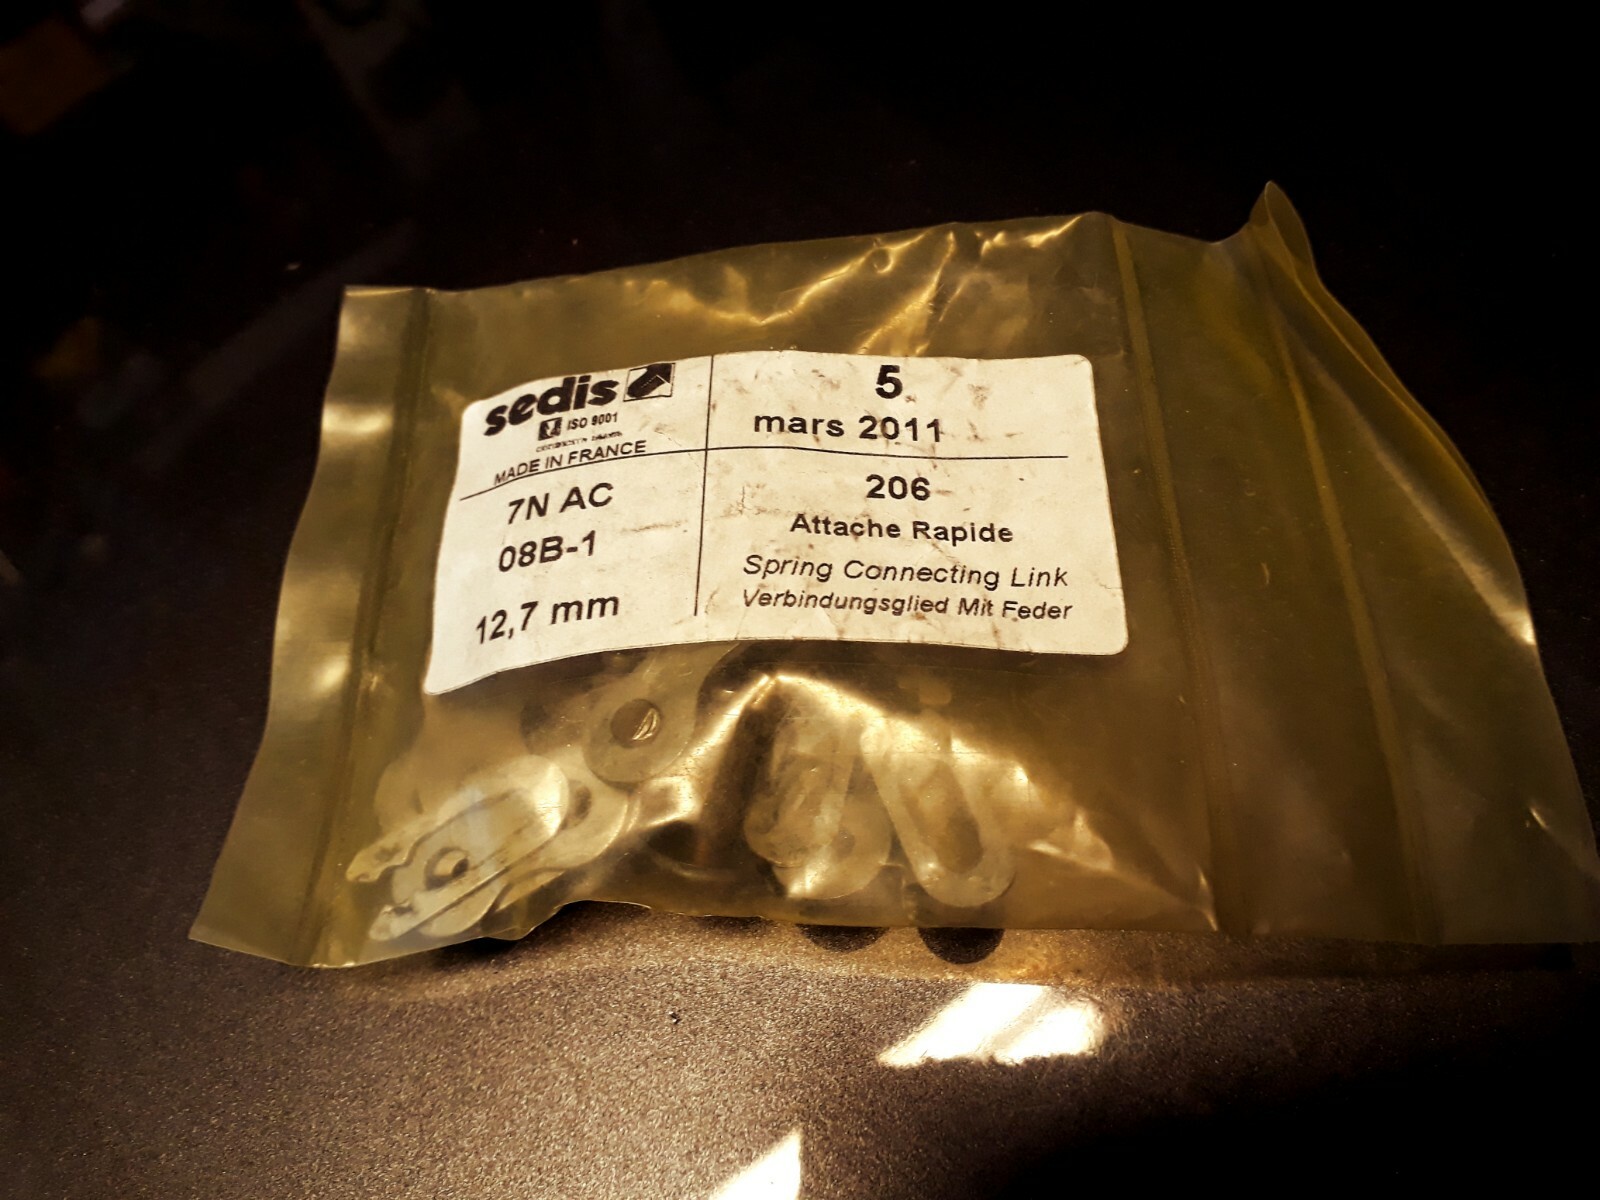 sedis
ISO 9001
MADE IN FRANCE
7N AC
08B-1
12,7 mm
5
mars 2011
206
Attache Rapide
Spring Connecting Link
Verbindungsglied Mit Feder